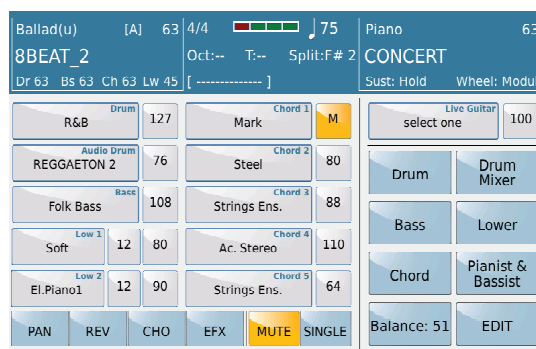 Ballad(u) [A] 63 4/4 75 Piano 63
8BEAT_2 Oct:-- T:-- Split:F# 2 CONCERT
Dr 63 Bs 63 Ch 63 Lw 45 [ -------------- ] Sust: Hold Wheel: Modul
Drum
R&B 127
Chord 1
Mark M
Live Guitar
select one 100
Audio Drum
REGGAETON 2 76
Chord 2
Steel 80
Drum
Drum
Mixer
Bass
Folk Bass 108
Chord 3
Strings Ens. 88
Bass
Lower
Low 1
Soft 12 80
Chord 4
Ac. Stereo 110
Chord
Pianist &
Bassist
Low 2
El.Piano1 12 90
Chord 5
Strings Ens. 64
Balance: 51
EDIT
PAN REV CHO EFX MUTE SINGLE